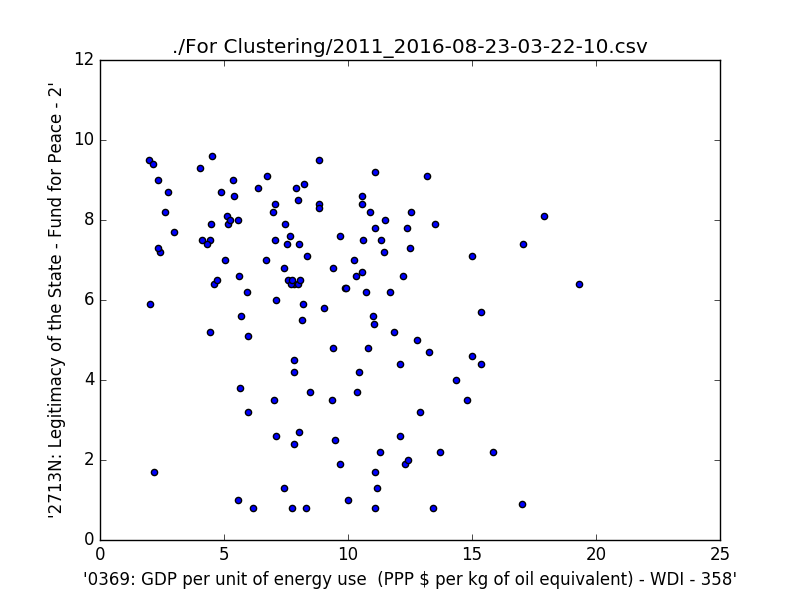 ./For Clustering/2011_2016-08-23-03-22-10.csv
12
10
8
6
4
2
0
'2713N: Legitimacy of the State - Fund for Peace - 2'
0 5 10 15 20 25
'0369: GDP per unit of energy use  (PPP $ per kg of oil equivalent) - WDI - 358'